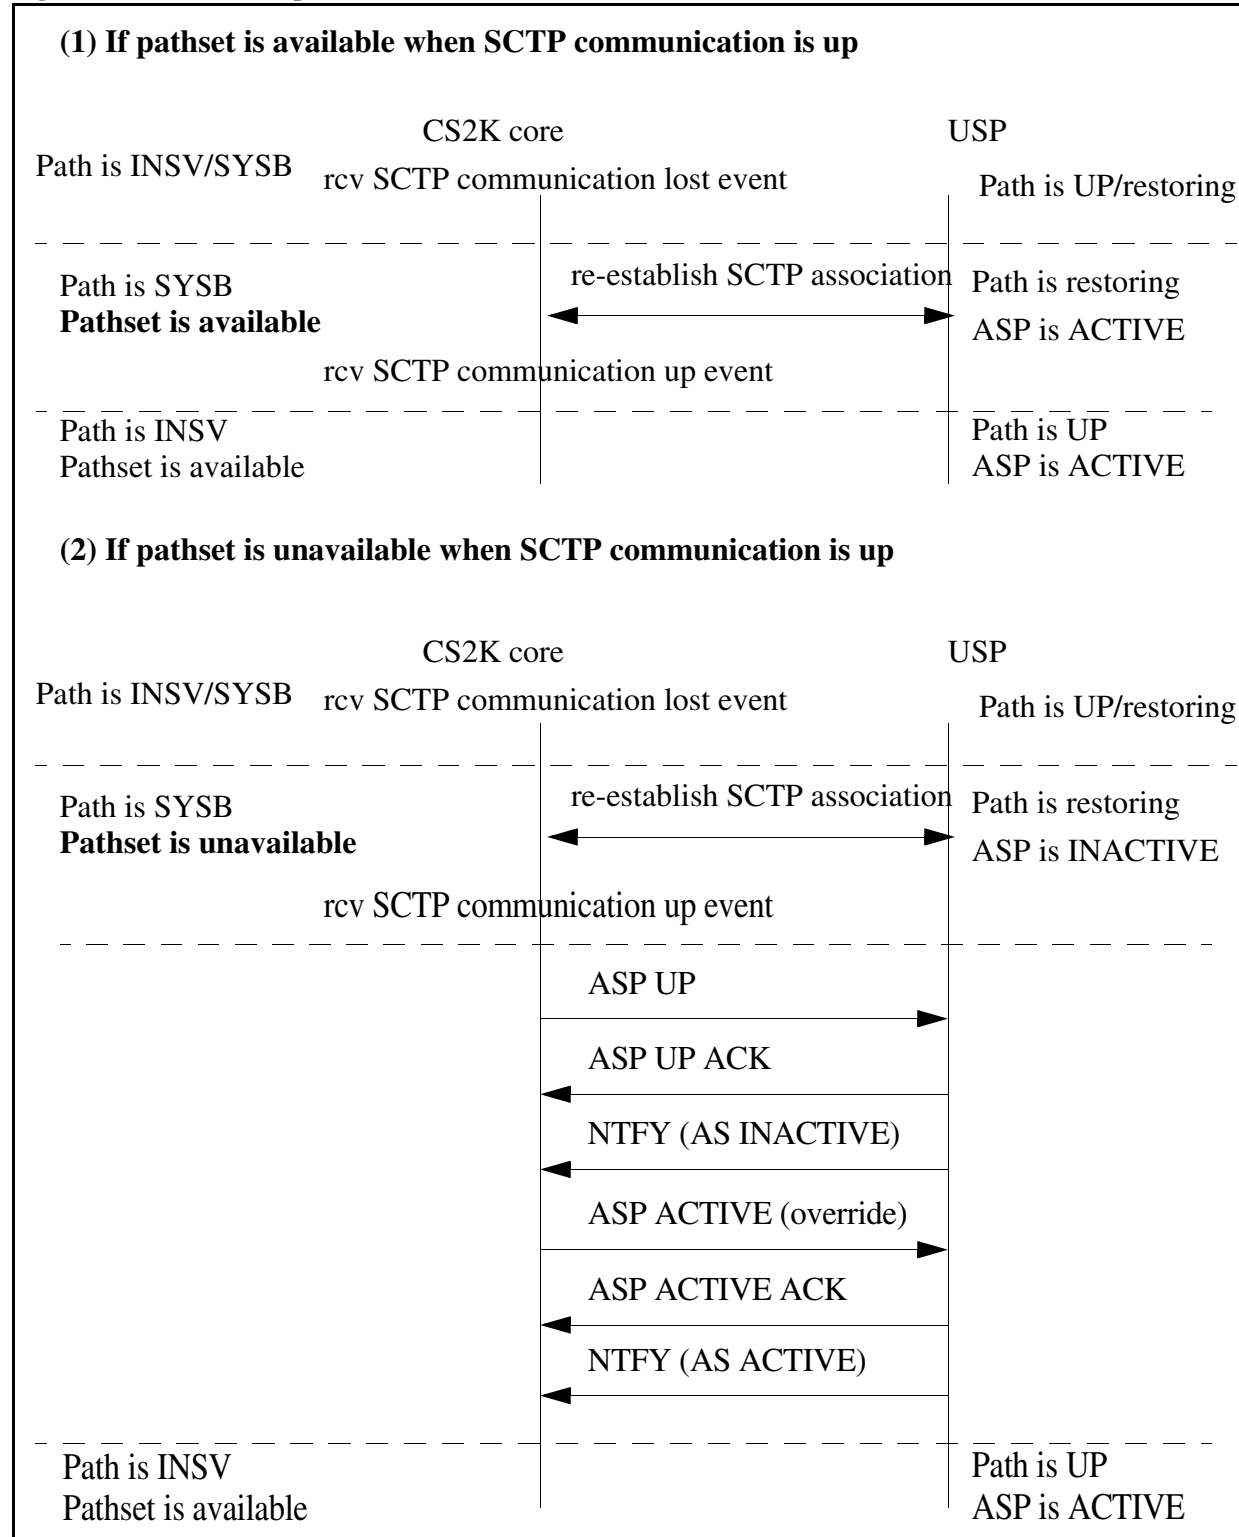 (1) If pathset is available when SCTP communication is up
CS2K core
USP
Path is INSV/SYSB
rcv SCTP communication lost event
Path is UP/restoring
re-establish SCTP association
Path is SYSB
Pathset is available
Path is restoring
ASP is ACTIVE
rcv SCTP communication up event
Path is INSV
Pathset is available
Path is UP
ASP is ACTIVE
(2) If pathset is unavailable when SCTP communication is up
CS2K core
USP
Path is INSV/SYSB
rcv SCTP communication lost event
Path is UP/restoring
re-establish SCTP association
Path is SYSB
Pathset is unavailable
Path is restoring
ASP is INACTIVE
rcv SCTP communication up event
ASP UP
ASP UP ACK
NTFY (AS INACTIVE)
ASP ACTIVE (override)
ASP ACTIVE ACK
NTFY (AS ACTIVE)
Path is INSV
Pathset is available
Path is UP
ASP is ACTIVE